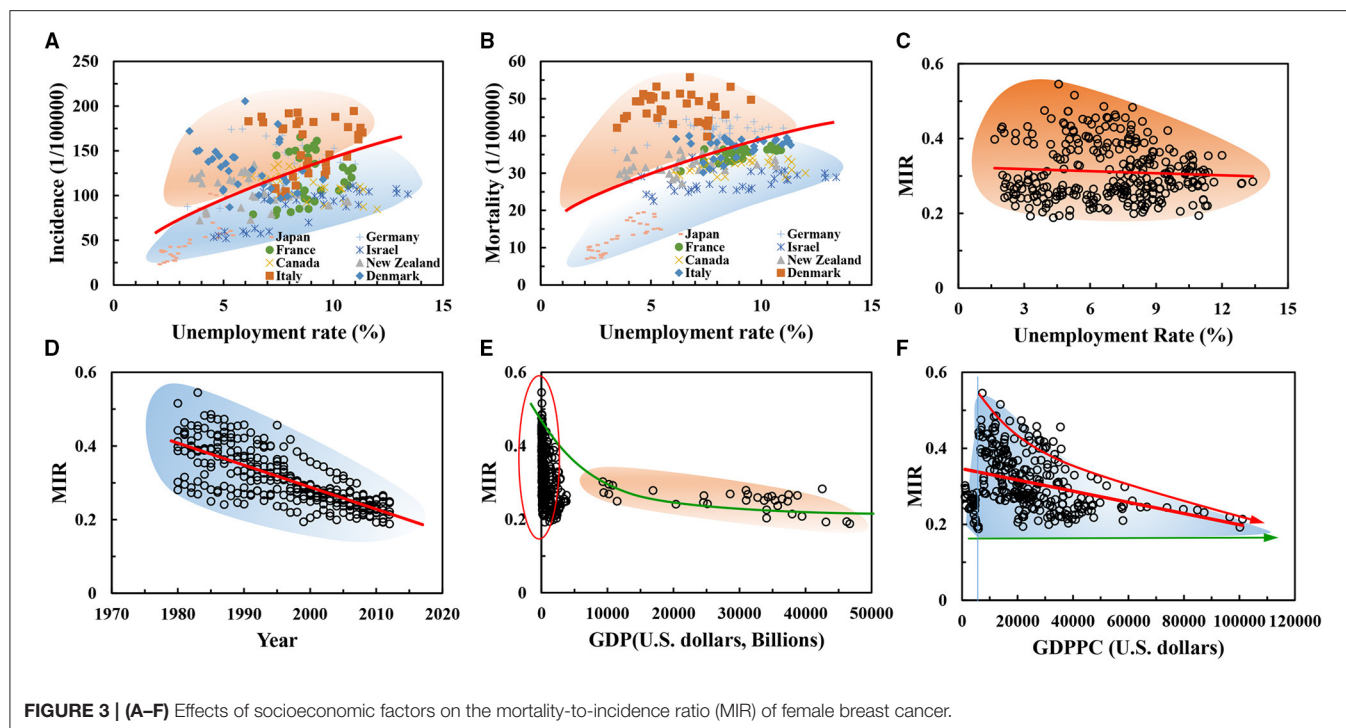 A
Incidence (1/100000)
250
200
150
100
50
0
0 5 10 15
Unemployment rate (%)
Japan Germany
France Israel
Canada New Zealand
Italy Denmark
B
Mortality (1/100000)
60
50
40
30
20
10
0
0 5 10 15
Unemployment rate (%)
Japan Germany
France Israel
Canada New Zealand
Italy Denmark
C
MIR
0.6
0.4
0.2
0
0 3 6 9 12 15
Unemployment Rate (%)
D
MIR
0.6
0.4
0.2
0
1970 1980 1990 2000 2010 2020
Year
E
MIR
0.6
0.4
0.2
0
0 10000 20000 30000 40000 50000
GDP(U.S. dollars, Billions)
F
MIR
0.6
0.4
0.2
0
0 20000 40000 60000 80000 100000 120000
GDPPC (U.S. dollars)
FIGURE 3 | (A–F) Effects of socioeconomic factors on the mortality-to-incidence ratio (MIR) of female breast cancer.